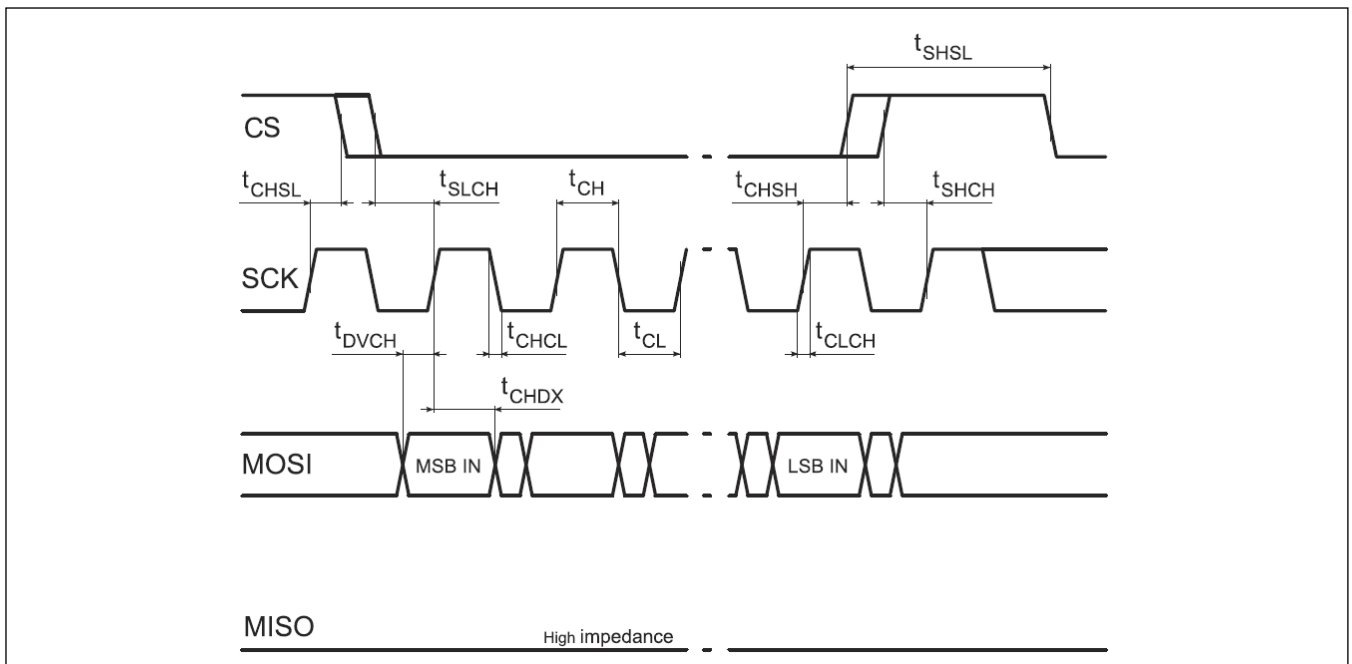 tSHSL
CS
tCHSL tSLCH tCH tCHSH tSHCH
SCK
tDVCH tCHCL tCL tCLCH
tCHDX
MOSI MSB IN LSB IN
MISO High impedance